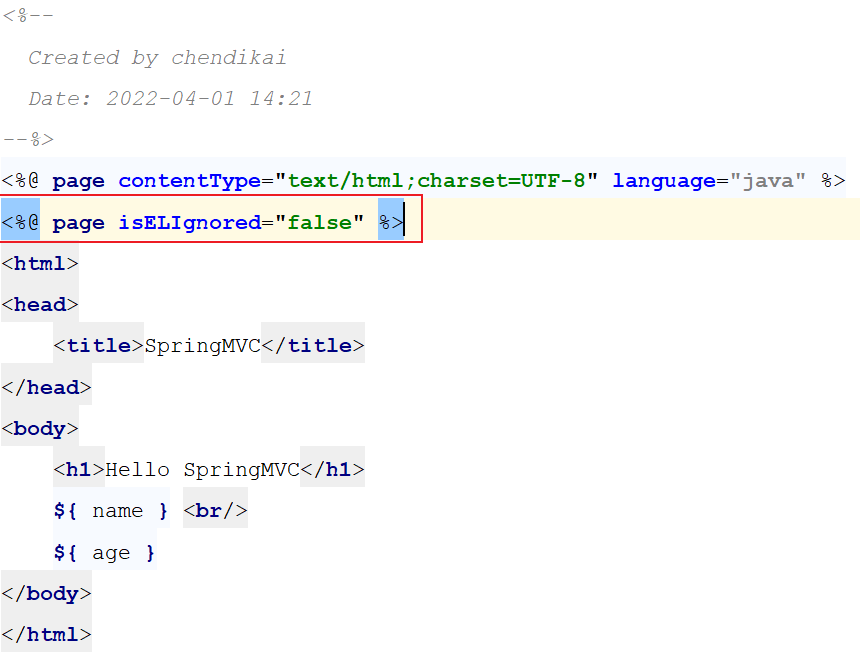 <%--
Created by chendikai
Date: 2022-04-01 14:21
--%>
<%@ page contentType="text/html;charset=UTF-8" language="java" %>
<%@ page isELIgnored="false" %>
<html>
<head>
<title>SpringMVC</title>
</head>
<body>
<h1>Hello SpringMVC</h1>
${ name } <br/>
${ age }
</body>
</html>